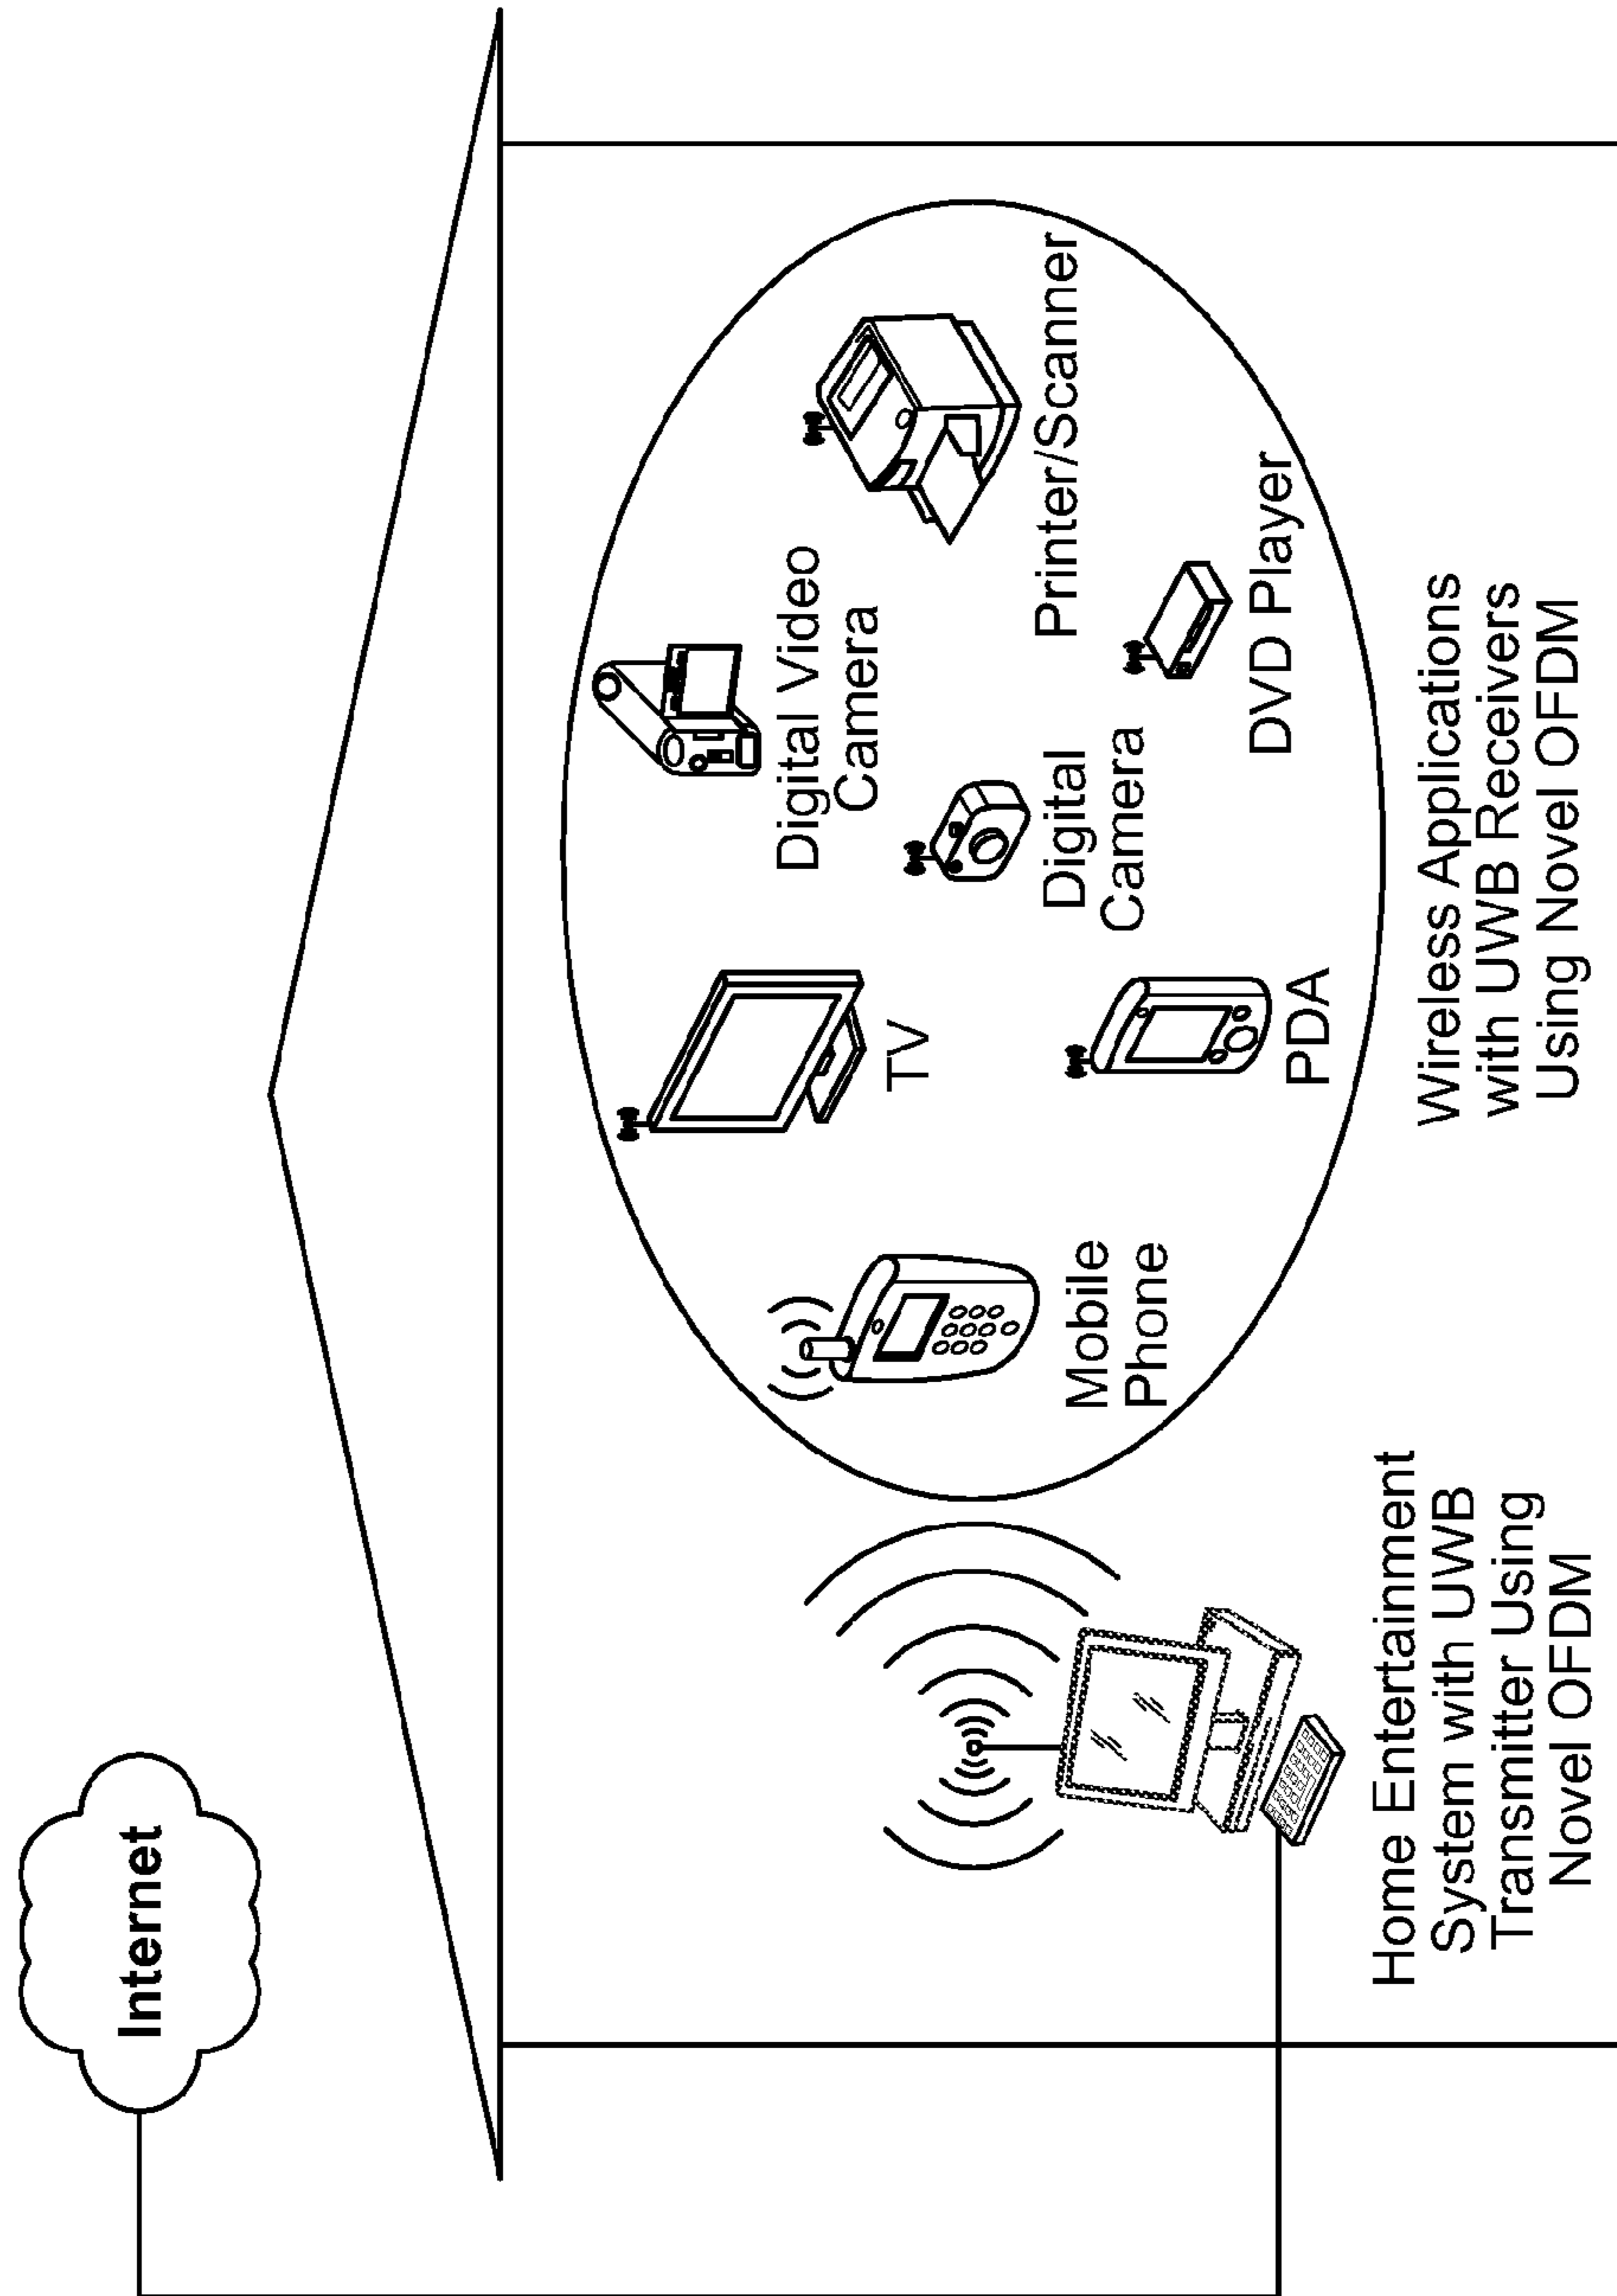 Internet
Digital Video
Camera
TV
Printer/Scanner
Digital
Camera
Mobile
Phone
PDA
DVD Player
Home Entertainment
System with UWB
Transmitter Using
Novel OFDM
Wireless Applications
with UWB Receivers
Using Novel OFDM